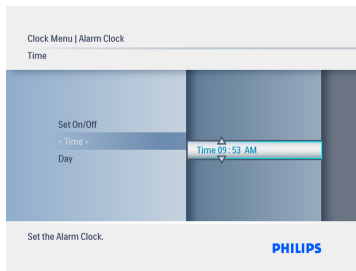 Clock Menu | Alarm Clock
Time
Set On/Off
< Time >
Time 09 : 53 AM
Day
Set the Alarm Clock.
PHILIPS